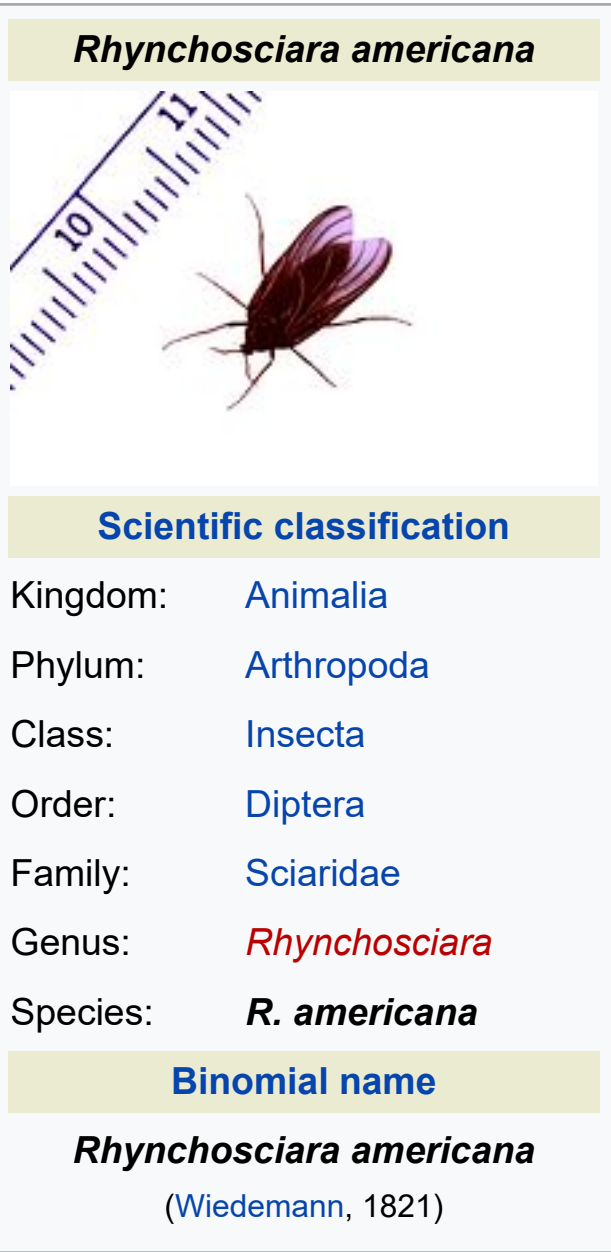 Rhynchosciara americana
11
10
Scientific classification
Kingdom: Animalia
Phylum: Arthropoda
Class: Insecta
Order: Diptera
Family: Sciaridae
Genus: Rhynchosciara
Species: R. americana
Binomial name
Rhynchosciara americana
(Wiedemann, 1821)